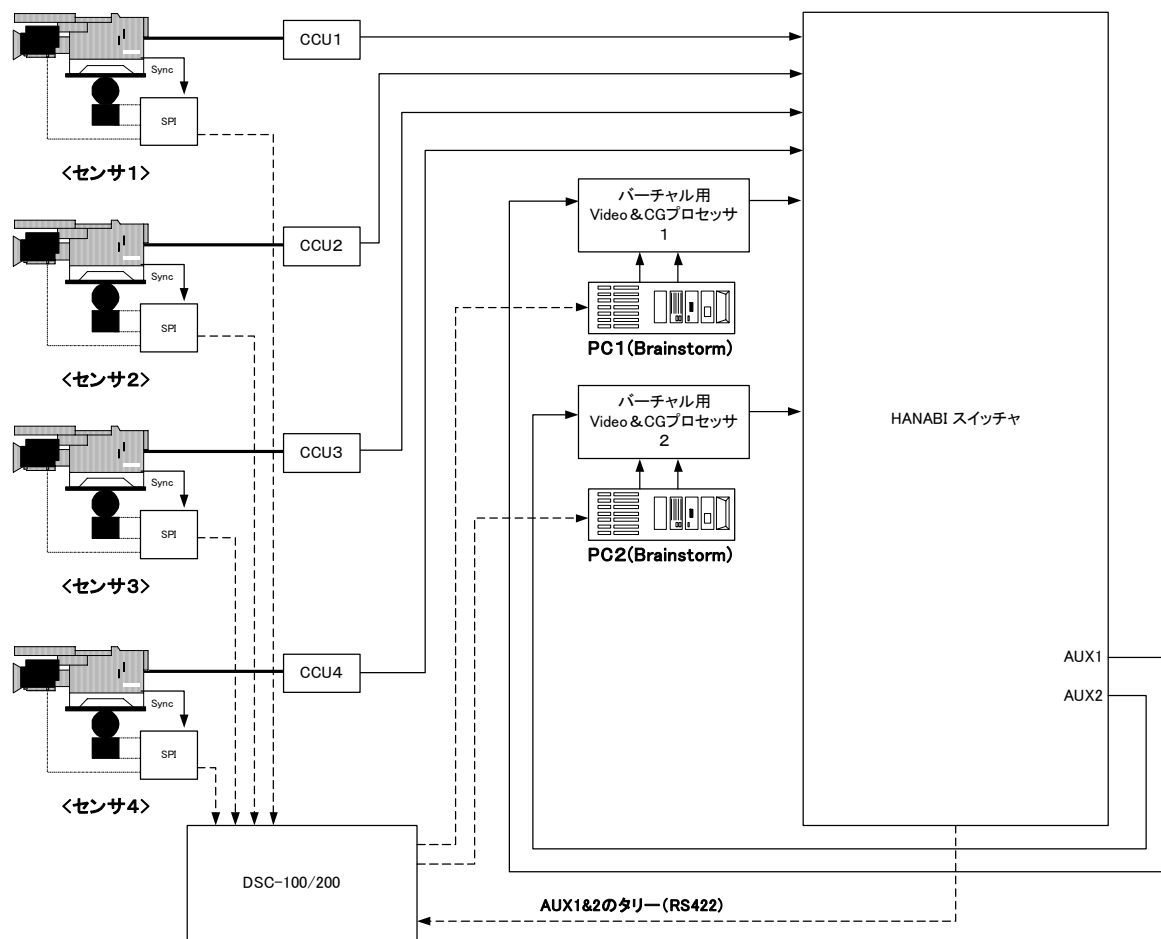 CCU1
Sync
SPI
<センサ1>
CCU2
Sync
SPI
<センサ2>
CCU3
Sync
SPI
<センサ3>
CCU4
Sync
SPI
<センサ4>
バーチャル用
Video&CGプロセッサ
1
PC1(Brainstorm)
バーチャル用
Video&CGプロセッサ
2
PC2(Brainstorm)
HANABI スイッチャ
AUX1
AUX2
DSC-100/200
AUX1&2のタリー(RS422)